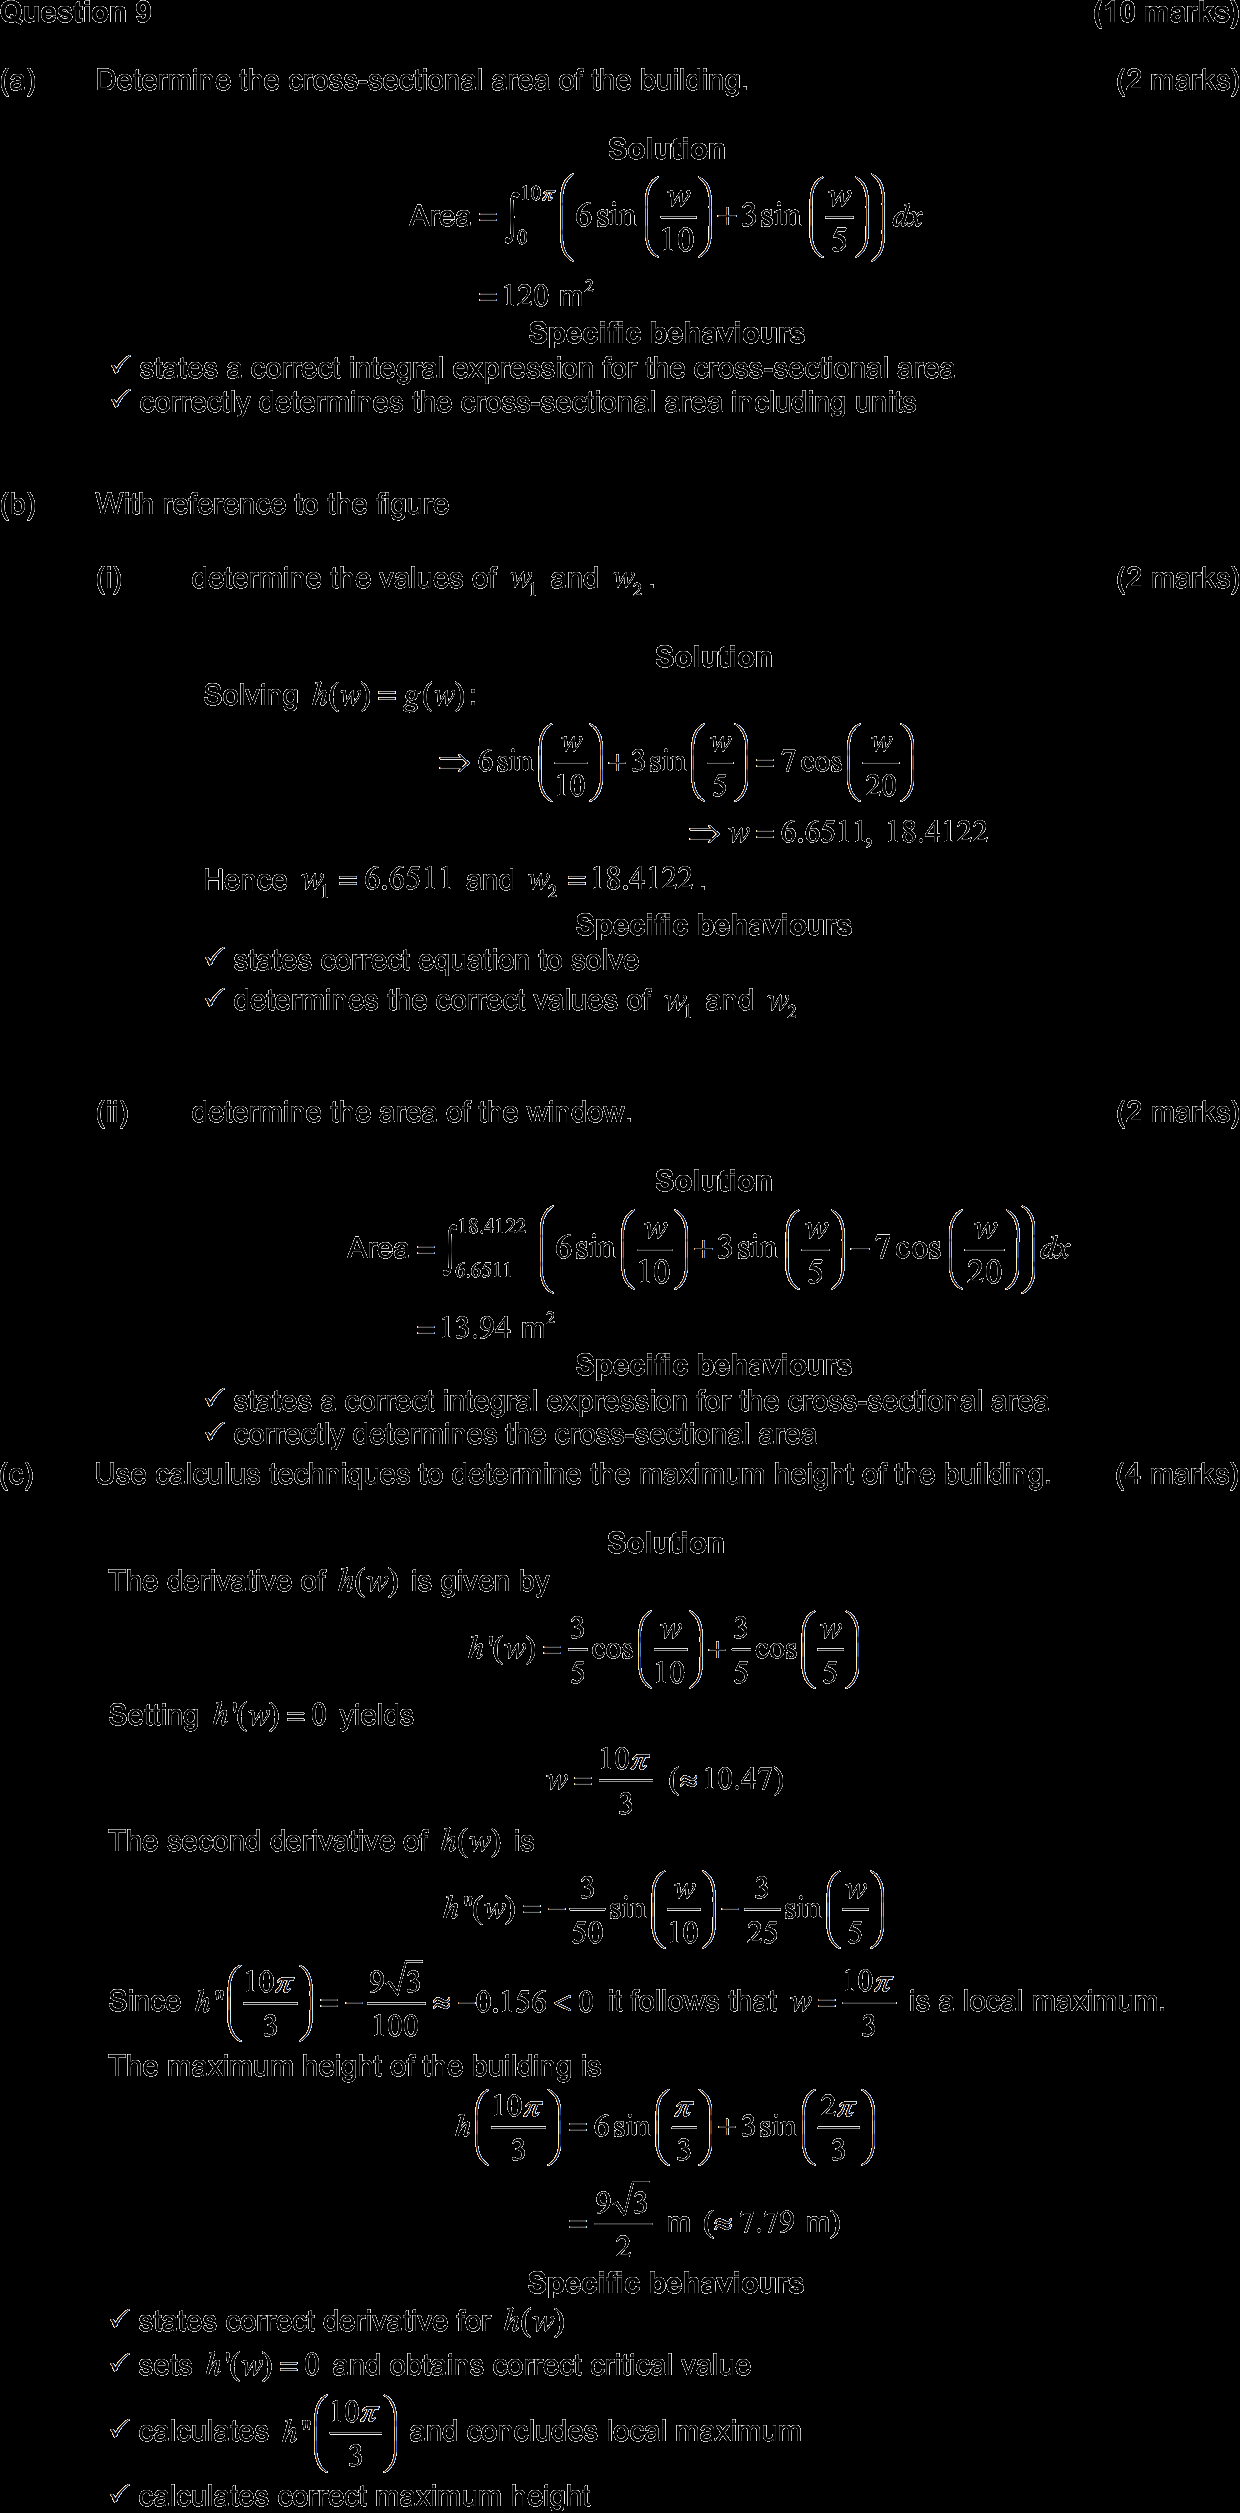 Question 9 (10 marks)
(a) Determine the cross-sectional area of the building. (2 marks)
Solution
Area = ∫₀^{10π} (6 sin(w/10) + 3 sin(w/5)) dx
= 120 m²
Specific behaviours
✓ states a correct integral expression for the cross-sectional area
✓ correctly determines the cross-sectional area including units
(b) With reference to the figure
(i) determine the values of w₁ and w₂. (2 marks)
Solution
Solving h(w) = g(w):
⇒ 6 sin(w/10) + 3 sin(w/5) = 7 cos(w/20)
⇒ w = 6.6511, 18.4122
Hence w₁ = 6.6511 and w₂ = 18.4122.
Specific behaviours
✓ states correct equation to solve
✓ determines the correct values of w₁ and w₂
(ii) determine the area of the window. (2 marks)
Solution
Area = ∫_{6.6511}^{18.4122} (6 sin(w/10) + 3 sin(w/5) − 7 cos(w/20)) dx
= 13.94 m²
Specific behaviours
✓ states a correct integral expression for the cross-sectional area
✓ correctly determines the cross-sectional area
(c) Use calculus techniques to determine the maximum height of the building. (4 marks)
Solution
The derivative of h(w) is given by
h'(w) = 3/5 cos(w/10) + 3/5 cos(w/5)
Setting h'(w) = 0 yields
w = 10π/3 (≈ 10.47)
The second derivative of h(w) is
h"(w) = − 3/50 sin(w/10) − 3/25 sin(w/5)
Since h"(10π/3) = − 9√3/100 ≈ −0.156 < 0 it follows that w = 10π/3 is a local maximum.
The maximum height of the building is
h(10π/3) = 6 sin(π/3) + 3 sin(2π/3)
= 9√3/2 m (≈ 7.79 m)
Specific behaviours
✓ states correct derivative for h(w)
✓ sets h'(w) = 0 and obtains correct critical value
✓ calculates h"(10π/3) and concludes local maximum
✓ calculates correct maximum height